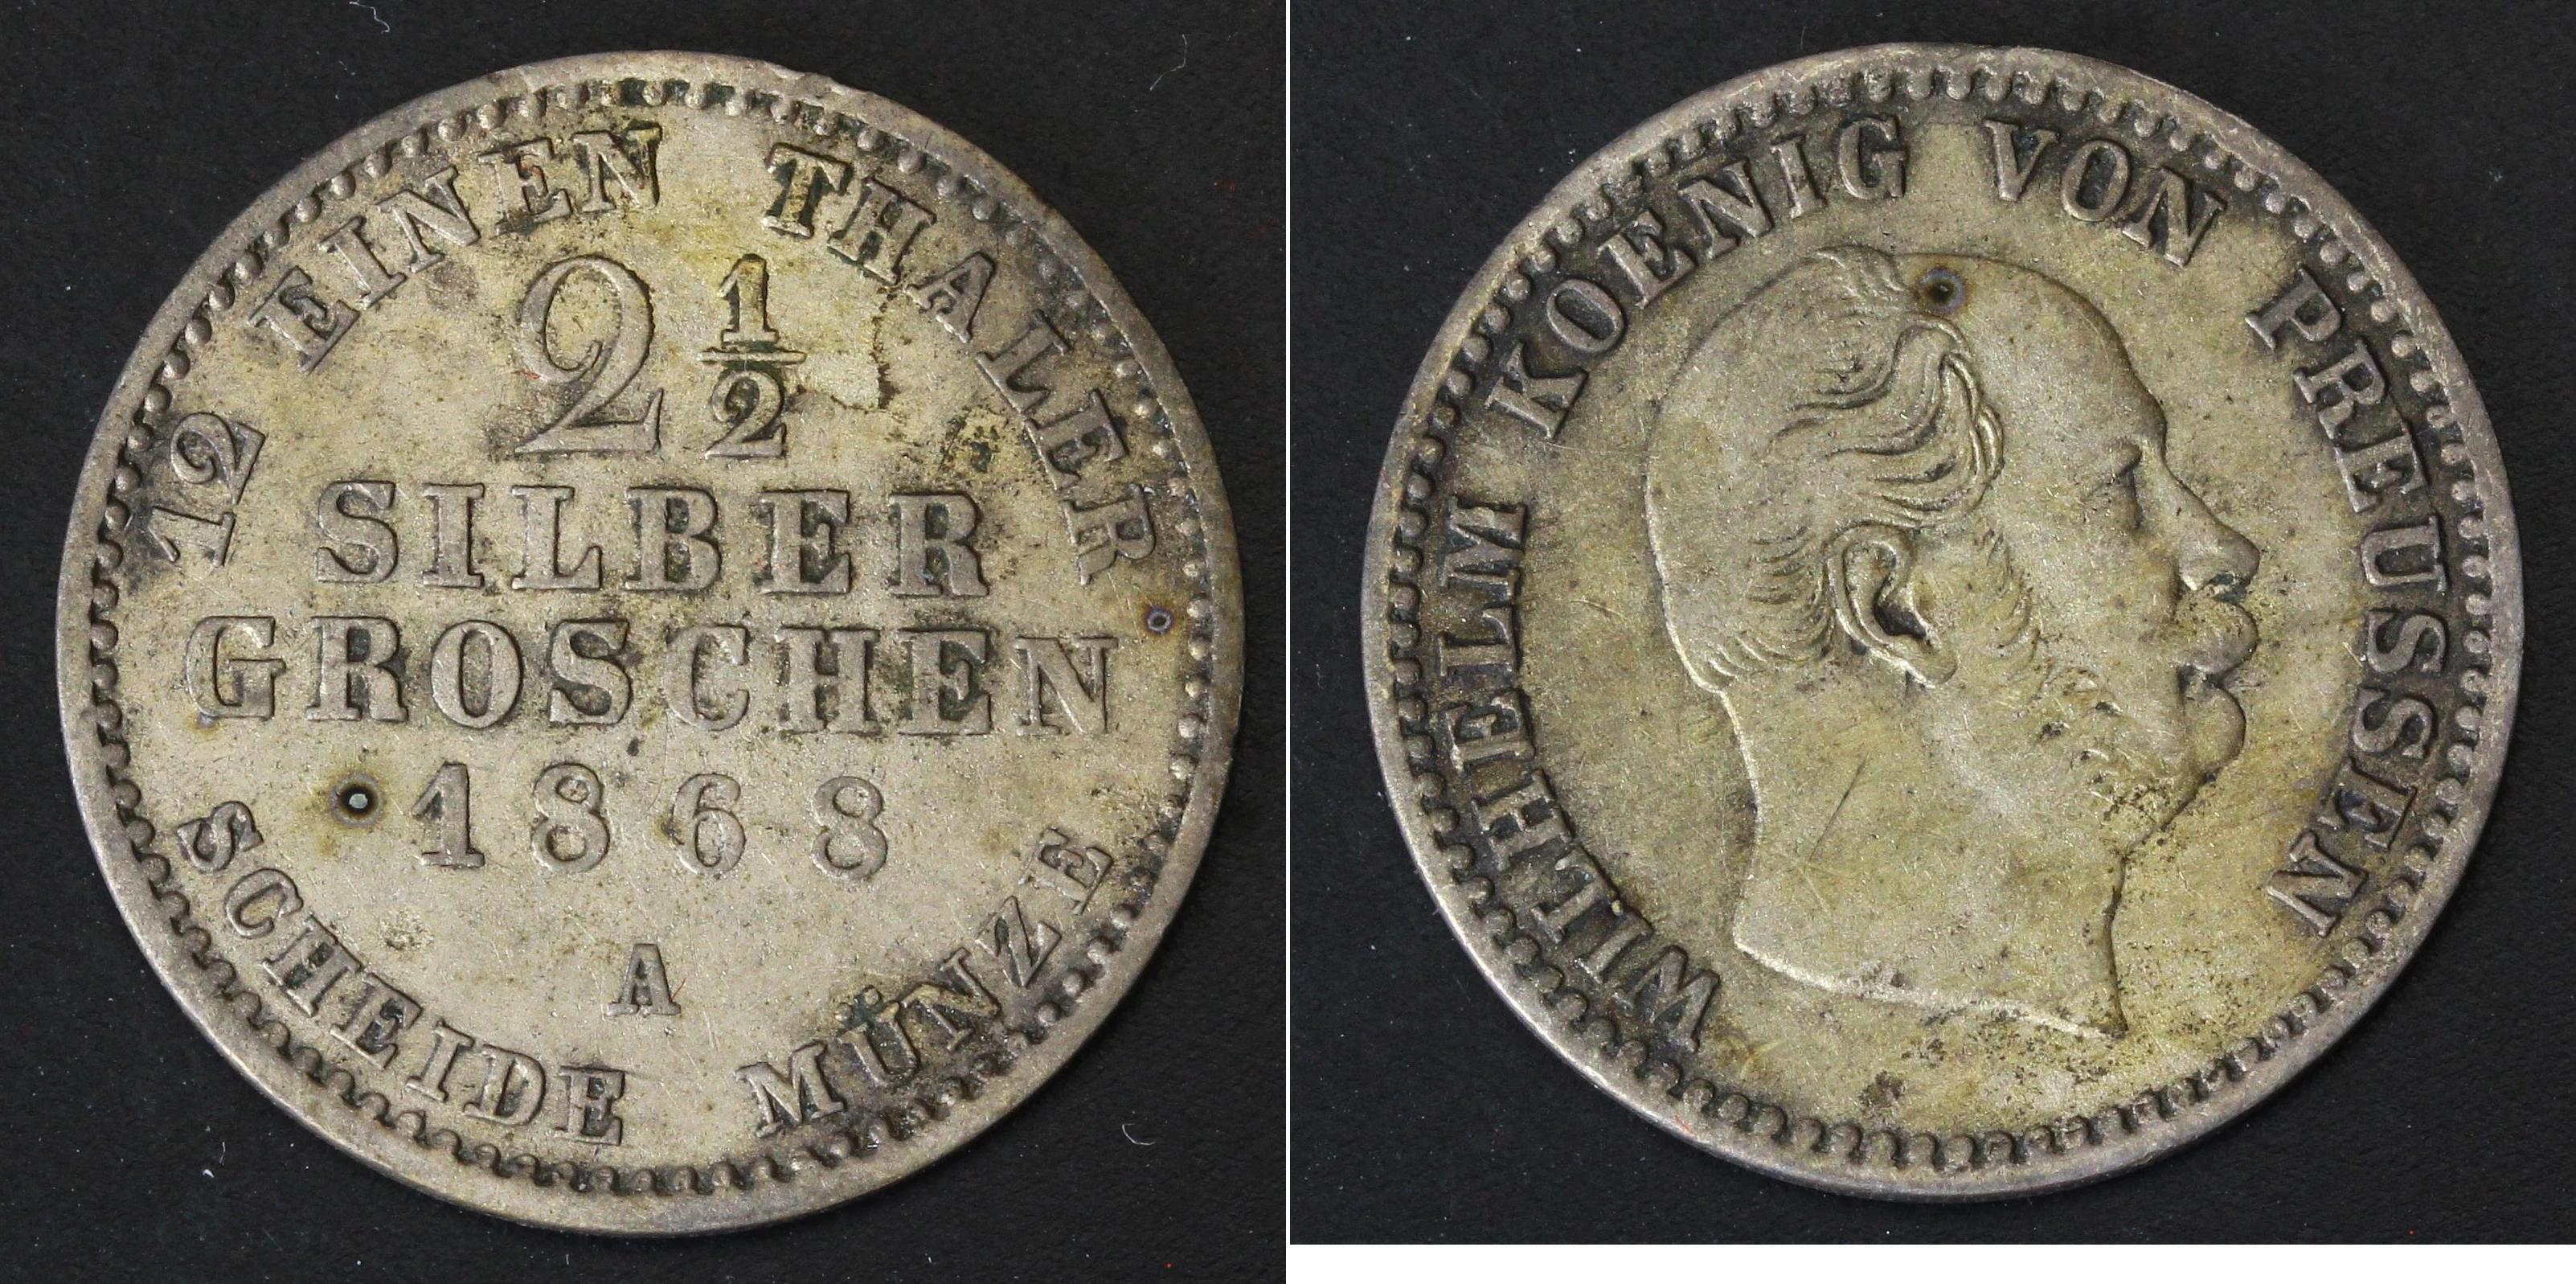 12 EINEN THALER
2 1/2
SILBER
GROSCHEN
1868
A
SCHEIDE MÜNZE
WILHELM KOENIG VON PREUSSEN